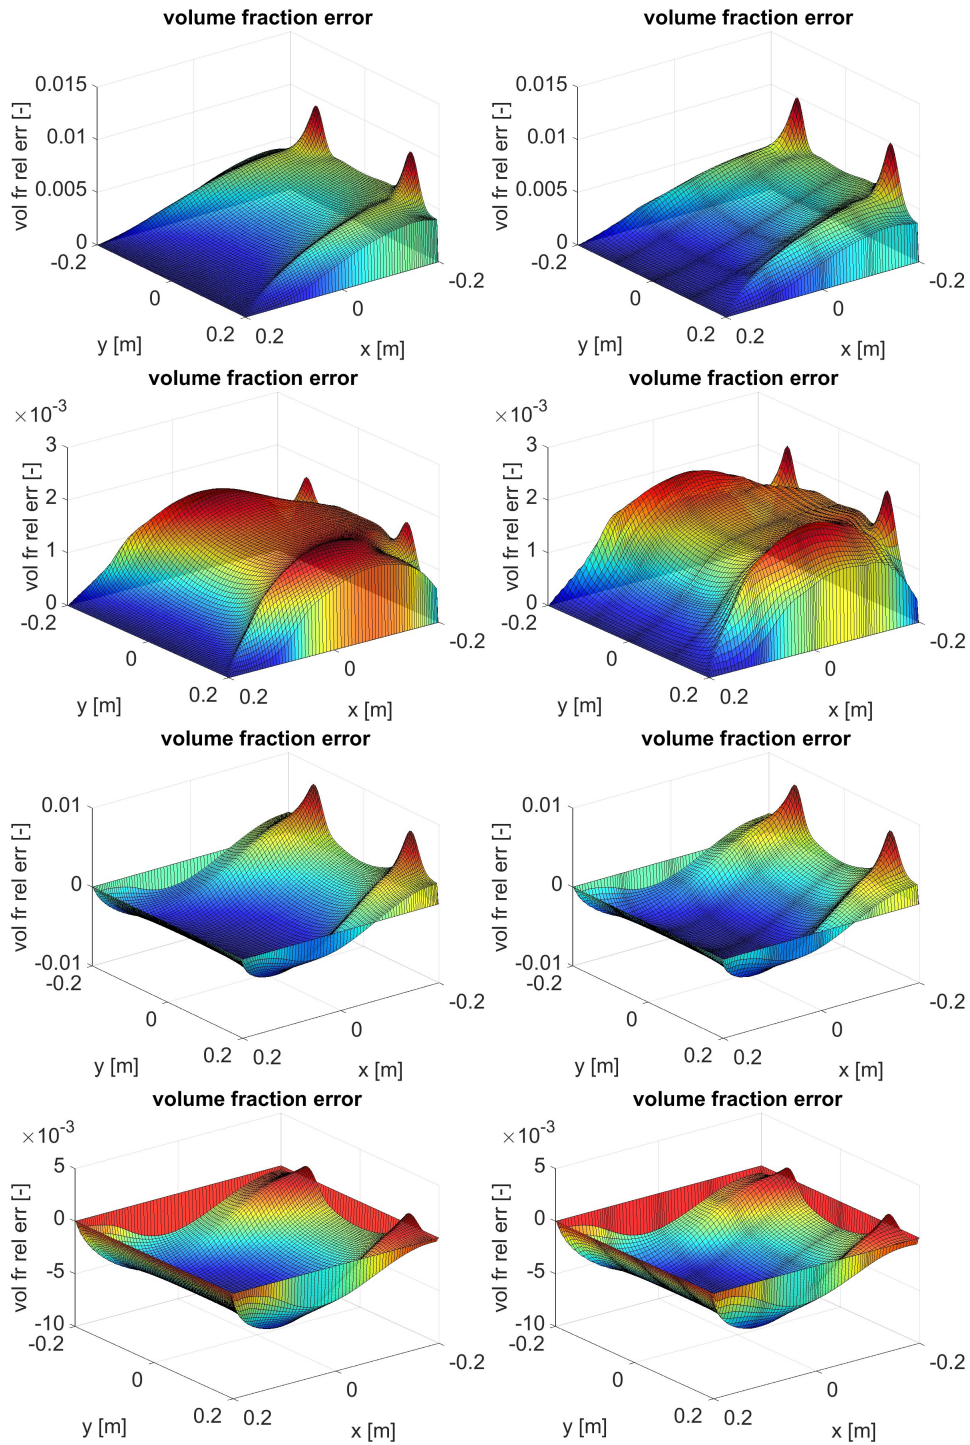 volume fraction error
vol fr rel err [-]
0.015
0.01
0.005
0
-0.2
0
0.2
y [m]
0.2
0
-0.2
x [m]
volume fraction error
vol fr rel err [-]
0.015
0.01
0.005
0
-0.2
0
0.2
y [m]
0.2
0
-0.2
x [m]
volume fraction error
×10-3
vol fr rel err [-]
3
2
1
0
-0.2
0
0.2
y [m]
0.2
0
-0.2
x [m]
volume fraction error
×10-3
vol fr rel err [-]
3
2
1
0
-0.2
0
0.2
y [m]
0.2
0
-0.2
x [m]
volume fraction error
vol fr rel err [-]
0.01
0
-0.01
-0.2
0
0.2
y [m]
0.2
0
-0.2
x [m]
volume fraction error
vol fr rel err [-]
0.01
0
-0.01
-0.2
0
0.2
y [m]
0.2
0
-0.2
x [m]
volume fraction error
×10-3
vol fr rel err [-]
5
0
-5
-10
-0.2
0
0.2
y [m]
0.2
0
-0.2
x [m]
volume fraction error
×10-3
vol fr rel err [-]
5
0
-5
-10
-0.2
0
0.2
y [m]
0.2
0
-0.2
x [m]